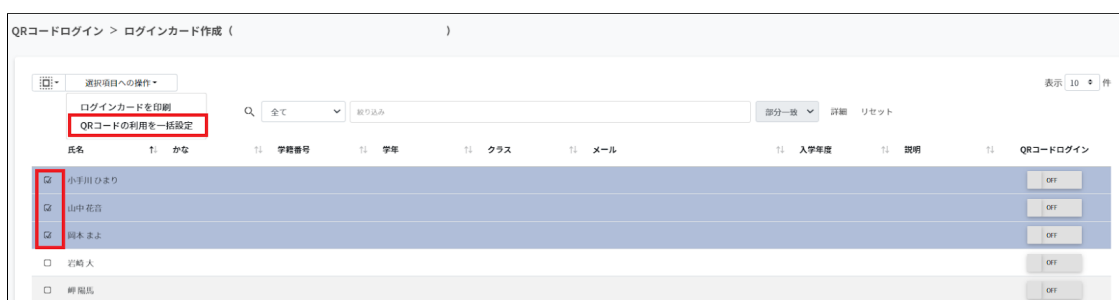 QRコードログイン > ログインカード作成 ( )
選択項目への操作
表示 10 件
ログインカードを印刷
QRコードの利用を一括設定
全て 絞り込み 部分一致 詳細 リセット
氏名 かな 学籍番号 学年 クラス メール 入学年度 説明 QRコードログイン
小手川 ひまり OFF
山中 花音 OFF
岡本 まよ OFF
岩崎 大 OFF
岬 陽馬 OFF